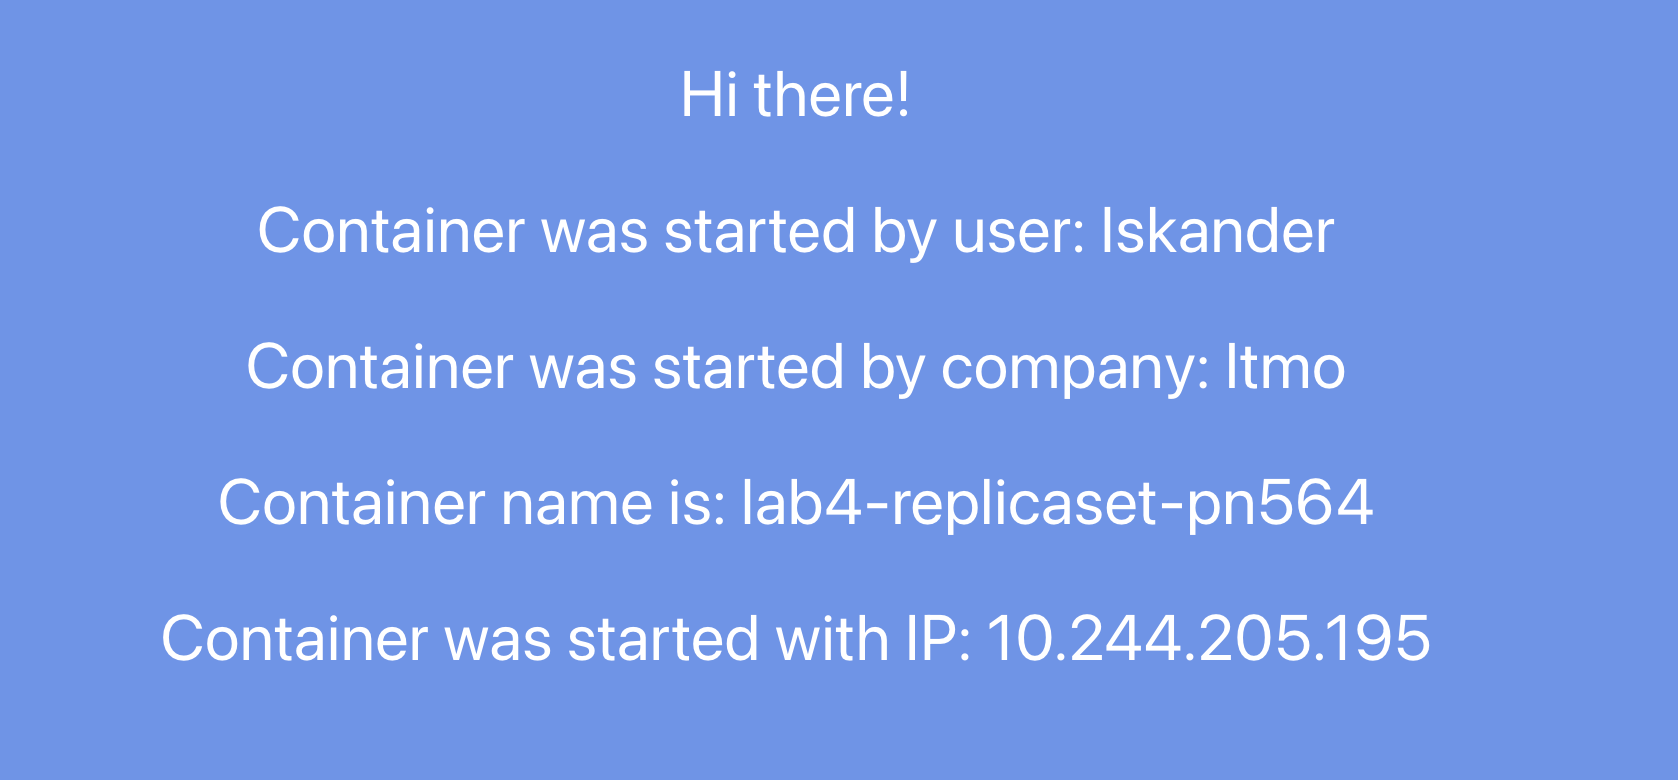 Hi there!
Container was started by user: Iskander
Container was started by company: Itmo
Container name is: lab4-replicaset-pn564
Container was started with IP: 10.244.205.195